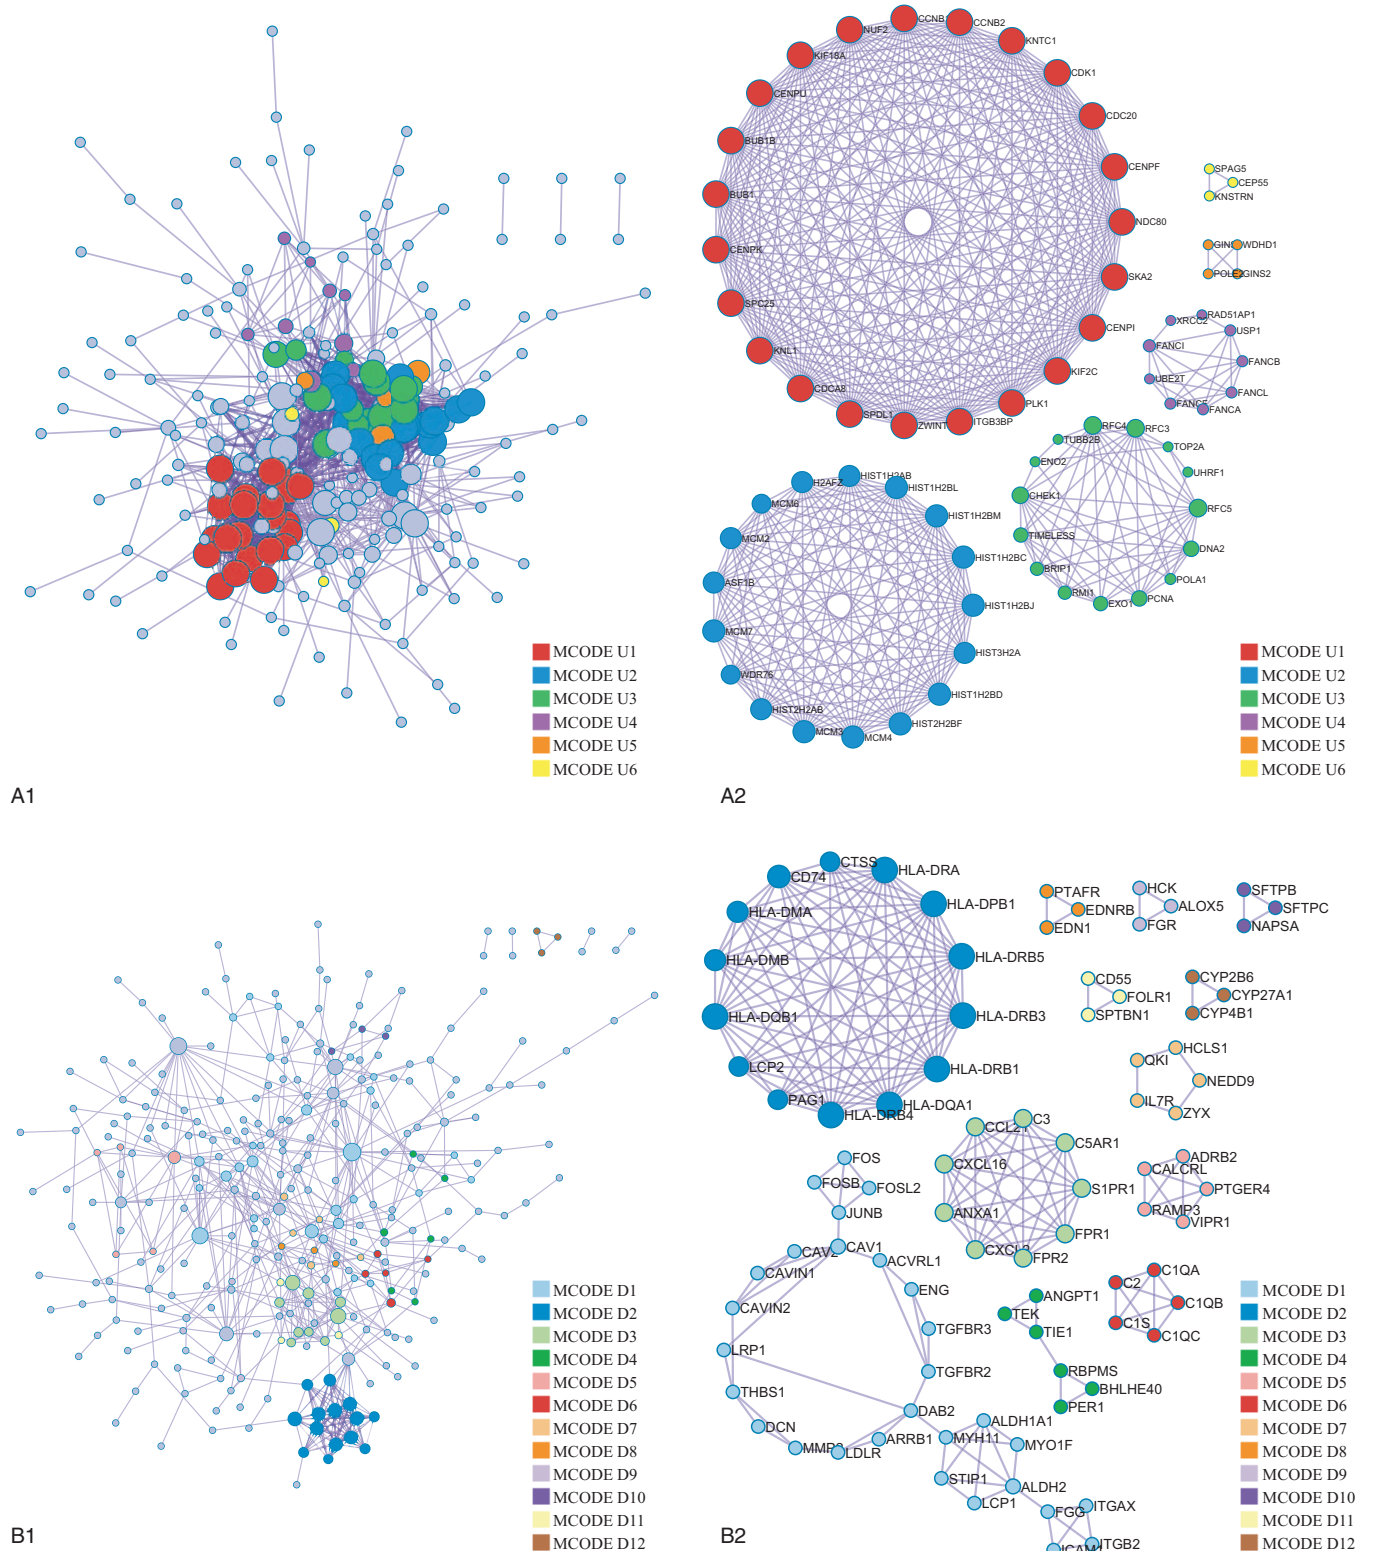 CCNB
CCNB2
KNTC1
CDK1
CDC20
CENPF
NDC80
SKA2
CENPI
KIF2C
PLK1
ITGB3BP
ZWINT
SPDL1
CDCA8
KNL1
SPC25
CENPK
BUB1
BUB1B
CENPU
KIF18A
NUF2
SPAG5
CEP55
KNSTRN
WDHD1
POLE2
GINS2
XRCC2
RAD51AP1
USP1
FANCB
FANCL
FANCA
UBE2T
FANCI
RFC4
RFC3
TOP2A
UHRF1
RFC5
DNA2
POLA1
PCNA
EXO1
RMI1
BRIP1
TIMELESS
CHEK1
ENO2
TUBB2B
HIST1H2AB
HIST1H2BL
HIST1H2BM
HIST1H2BC
HIST1H2BJ
HIST3H2A
HIST1H2BD
HIST2H2BF
MCM4
MCM3
HIST2H2AB
WDR76
MCM7
ASF1B
MCM2
MCM6
H2AFZ
MCODE U1
MCODE U2
MCODE U3
MCODE U4
MCODE U5
MCODE U6
A1
MCODE U1
MCODE U2
MCODE U3
MCODE U4
MCODE U5
MCODE U6
A2
CTSS
HLA-DRA
HLA-DPB1
HLA-DRB5
HLA-DRB3
HLA-DRB1
HLA-DQA1
HLA-DRB4
PAG1
LCP2
HLA-DQB1
HLA-DMB
HLA-DMA
CD74
PTAFR
EDNRB
EDN1
HCK
ALOX5
FGR
SFTPB
SFTPC
NAPSA
CD55
FOLR1
SPTBN1
CYP2B6
CYP27A1
CYP4B1
HCLS1
QKI
NEDD9
IL7R
ZYX
C3
C5AR1
S1PR1
FPR1
FPR2
ANXA1
CXCL16
ADRB2
CALCRL
PTGER4
RAMP3
VIPR1
C1QA
C2
C1QB
C1S
C1QC
FOS
FOSB
FOSL2
JUNB
CAV1
CAV2
CAVIN1
CAVIN2
LRP1
THBS1
DCN
LDLR
ARRB1
DAB2
TGFBR2
TGFBR3
ENG
ACVRL1
ANGPT1
TEK
TIE1
RBPMS
BHLHE40
PER1
ALDH1A1
MYH11
MYO1F
STIP1
ALDH2
LCP1
FGG
ITGAX
ITGB2
ICAM1
MCODE D1
MCODE D2
MCODE D3
MCODE D4
MCODE D5
MCODE D6
MCODE D7
MCODE D8
MCODE D9
MCODE D10
MCODE D11
MCODE D12
B1
MCODE D1
MCODE D2
MCODE D3
MCODE D4
MCODE D5
MCODE D6
MCODE D7
MCODE D8
MCODE D9
MCODE D10
MCODE D11
MCODE D12
B2